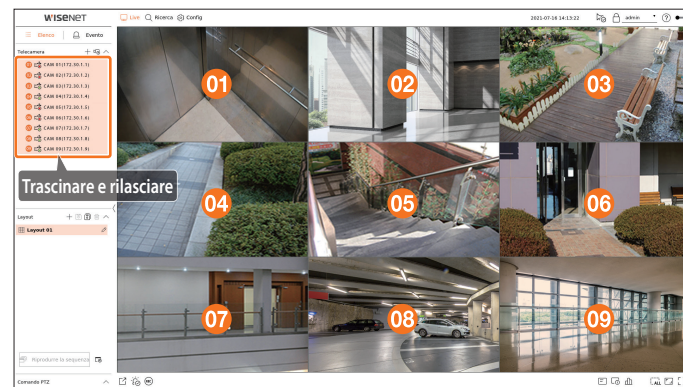 WISENET
Live Ricerca Config
2021-07-16 14:13:22
admin
Elenco Evento
Telecamera
CAM 01(172.30.1.1)
CAM 02(172.30.1.2)
CAM 03(172.30.1.3)
CAM 04(172.30.1.4)
CAM 05(172.30.1.5)
CAM 06(172.30.1.6)
CAM 07(172.30.1.7)
CAM 08(172.30.1.8)
CAM 09(172.30.1.9)
Trascinare e rilasciare
Layout
Layout 01
Riprodurre la sequenza
Comando PTZ
01
02
03
04
05
06
07
08
09
ALL